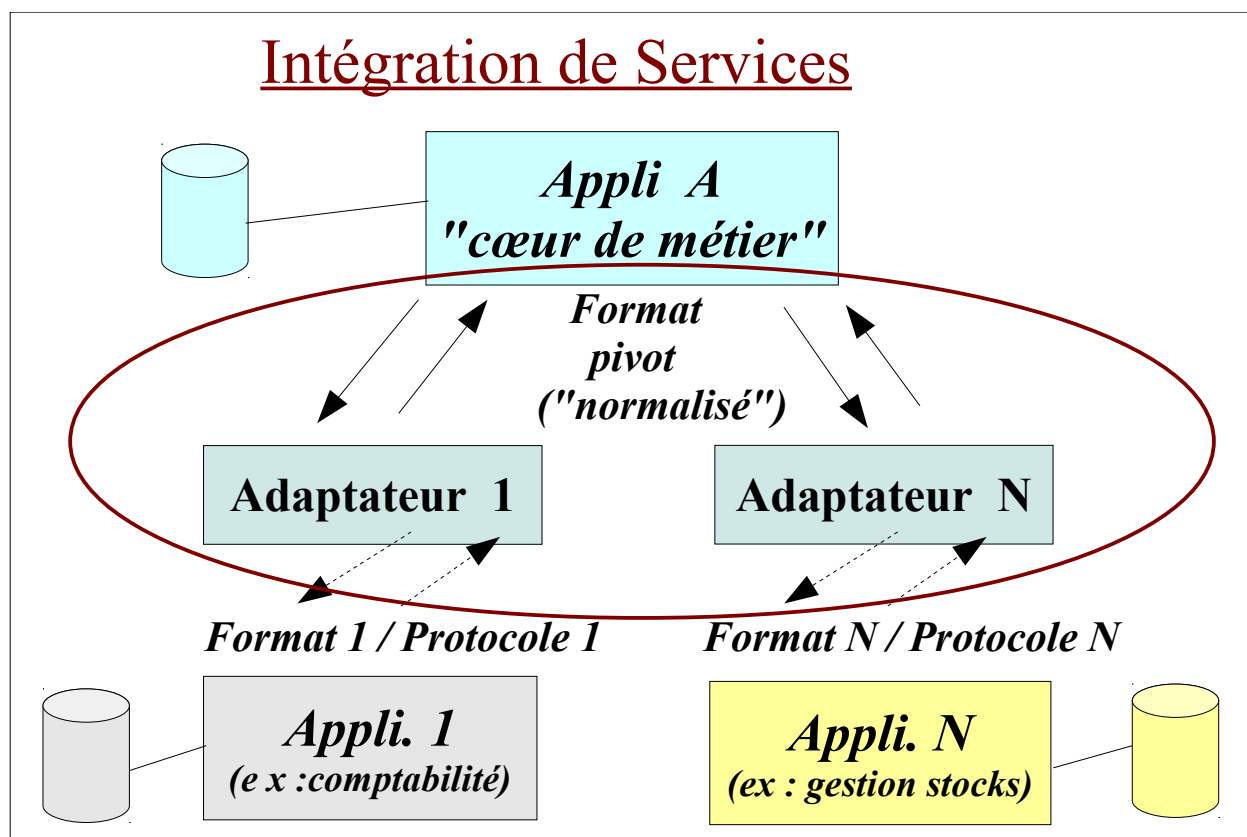 Intégration de Services
Appli A
"cœur de métier"
Format
pivot
("normalisé")
Adaptateur 1
Adaptateur N
Format 1 / Protocole 1
Format N / Protocole N
Appli. 1
(e x :comptabilité)
Appli. N
(ex : gestion stocks)